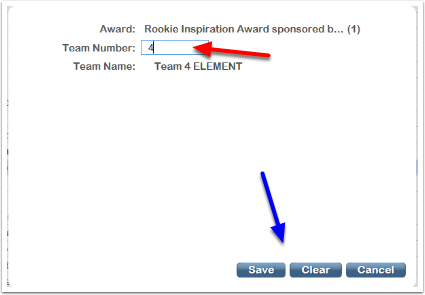 Award: Rookie Inspiration Award sponsored b... (1)
Team Number: 4
Team Name: Team 4 ELEMENT
Save Clear Cancel